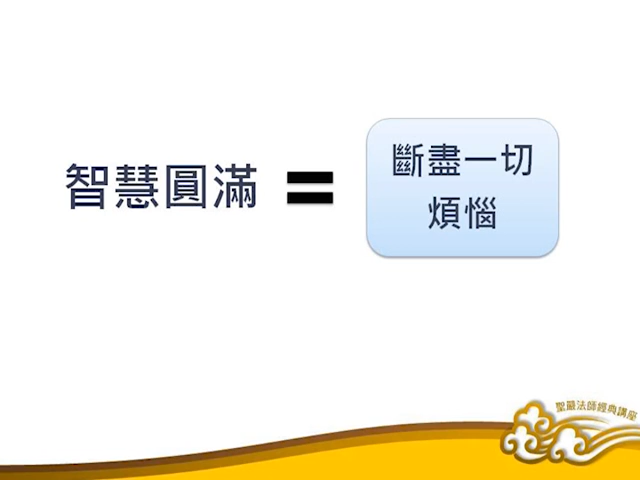 智慧圓滿
=
斷盡一切
煩惱
聖嚴法師經典講座